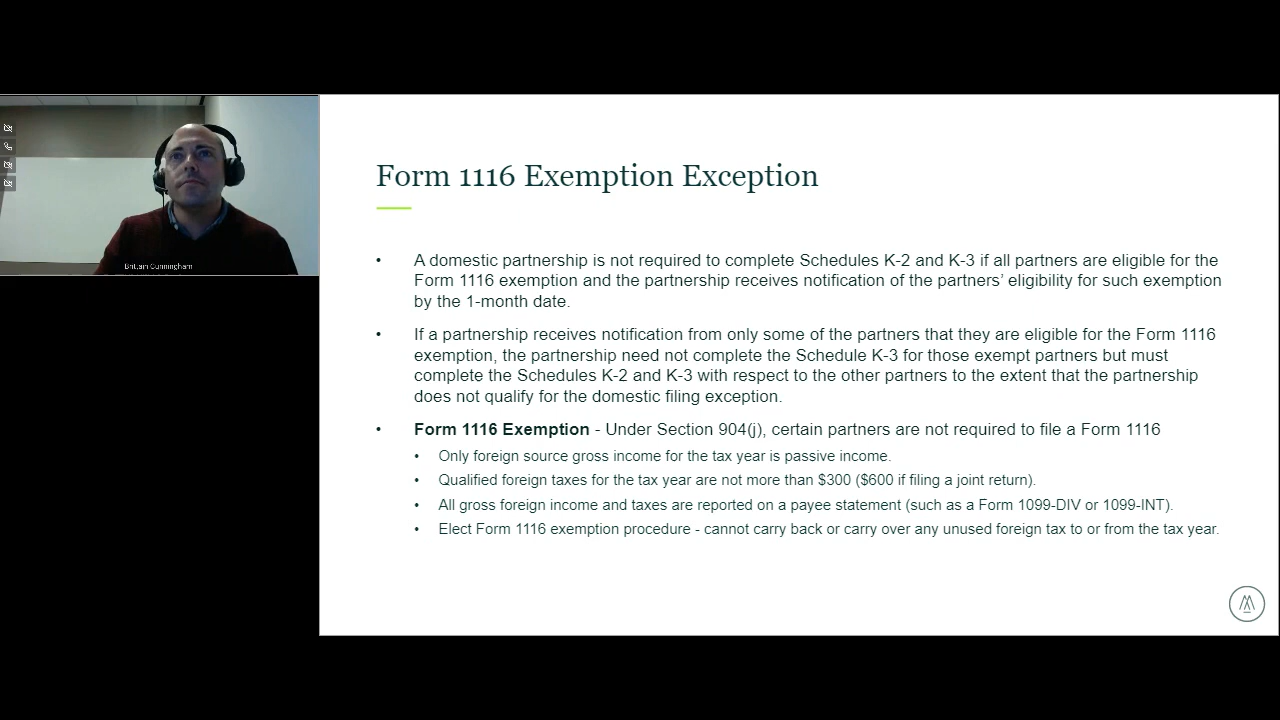 Brittain Cunningham
Form 1116 Exemption Exception
• A domestic partnership is not required to complete Schedules K-2 and K-3 if all partners are eligible for the
Form 1116 exemption and the partnership receives notification of the partners’ eligibility for such exemption
by the 1-month date.
• If a partnership receives notification from only some of the partners that they are eligible for the Form 1116
exemption, the partnership need not complete the Schedule K-3 for those exempt partners but must
complete the Schedules K-2 and K-3 with respect to the other partners to the extent that the partnership
does not qualify for the domestic filing exception.
• Form 1116 Exemption - Under Section 904(j), certain partners are not required to file a Form 1116
• Only foreign source gross income for the tax year is passive income.
• Qualified foreign taxes for the tax year are not more than $300 ($600 if filing a joint return).
• All gross foreign income and taxes are reported on a payee statement (such as a Form 1099-DIV or 1099-INT).
• Elect Form 1116 exemption procedure - cannot carry back or carry over any unused foreign tax to or from the tax year.